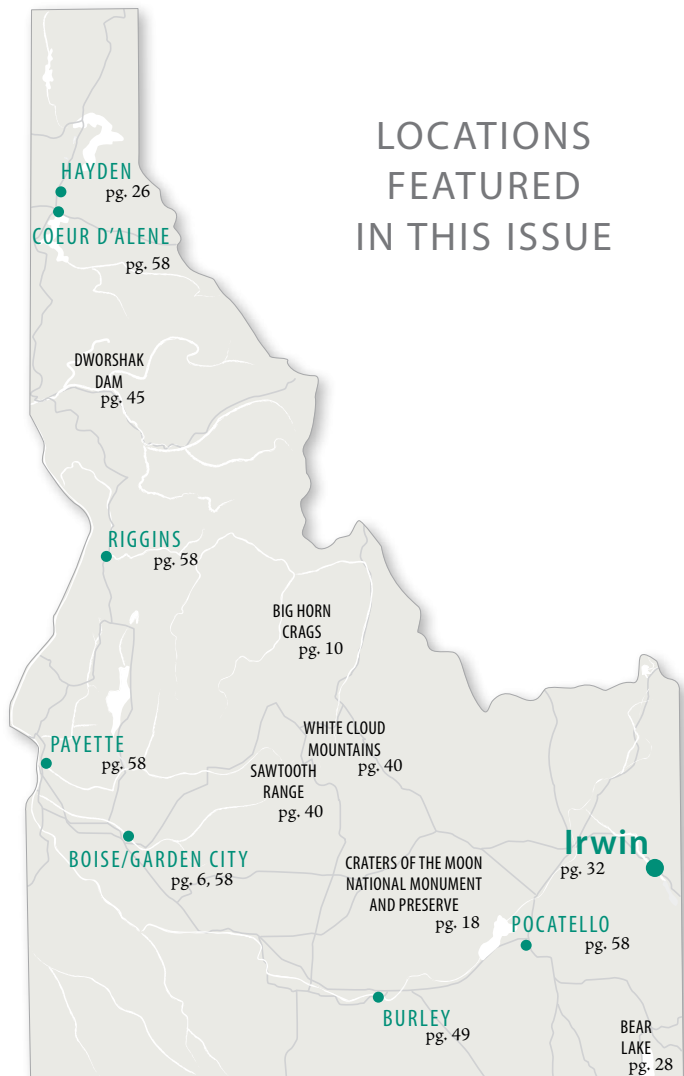 LOCATIONS
FEATURED
IN THIS ISSUE
HAYDEN
pg. 26
COEUR D'ALENE
pg. 58
DWORSHAK
DAM
pg. 45
RIGGINS
pg. 58
BIG HORN
CRAGS
pg. 10
WHITE CLOUD
MOUNTAINS
pg. 40
PAYETTE
pg. 58
SAWTOOTH
RANGE
pg. 40
BOISE/GARDEN CITY
pg. 6, 58
Irwin
pg. 32
CRATERS OF THE MOON
NATIONAL MONUMENT
AND PRESERVE
pg. 18
POCATELLO
pg. 58
BURLEY
pg. 49
BEAR
LAKE
pg. 28